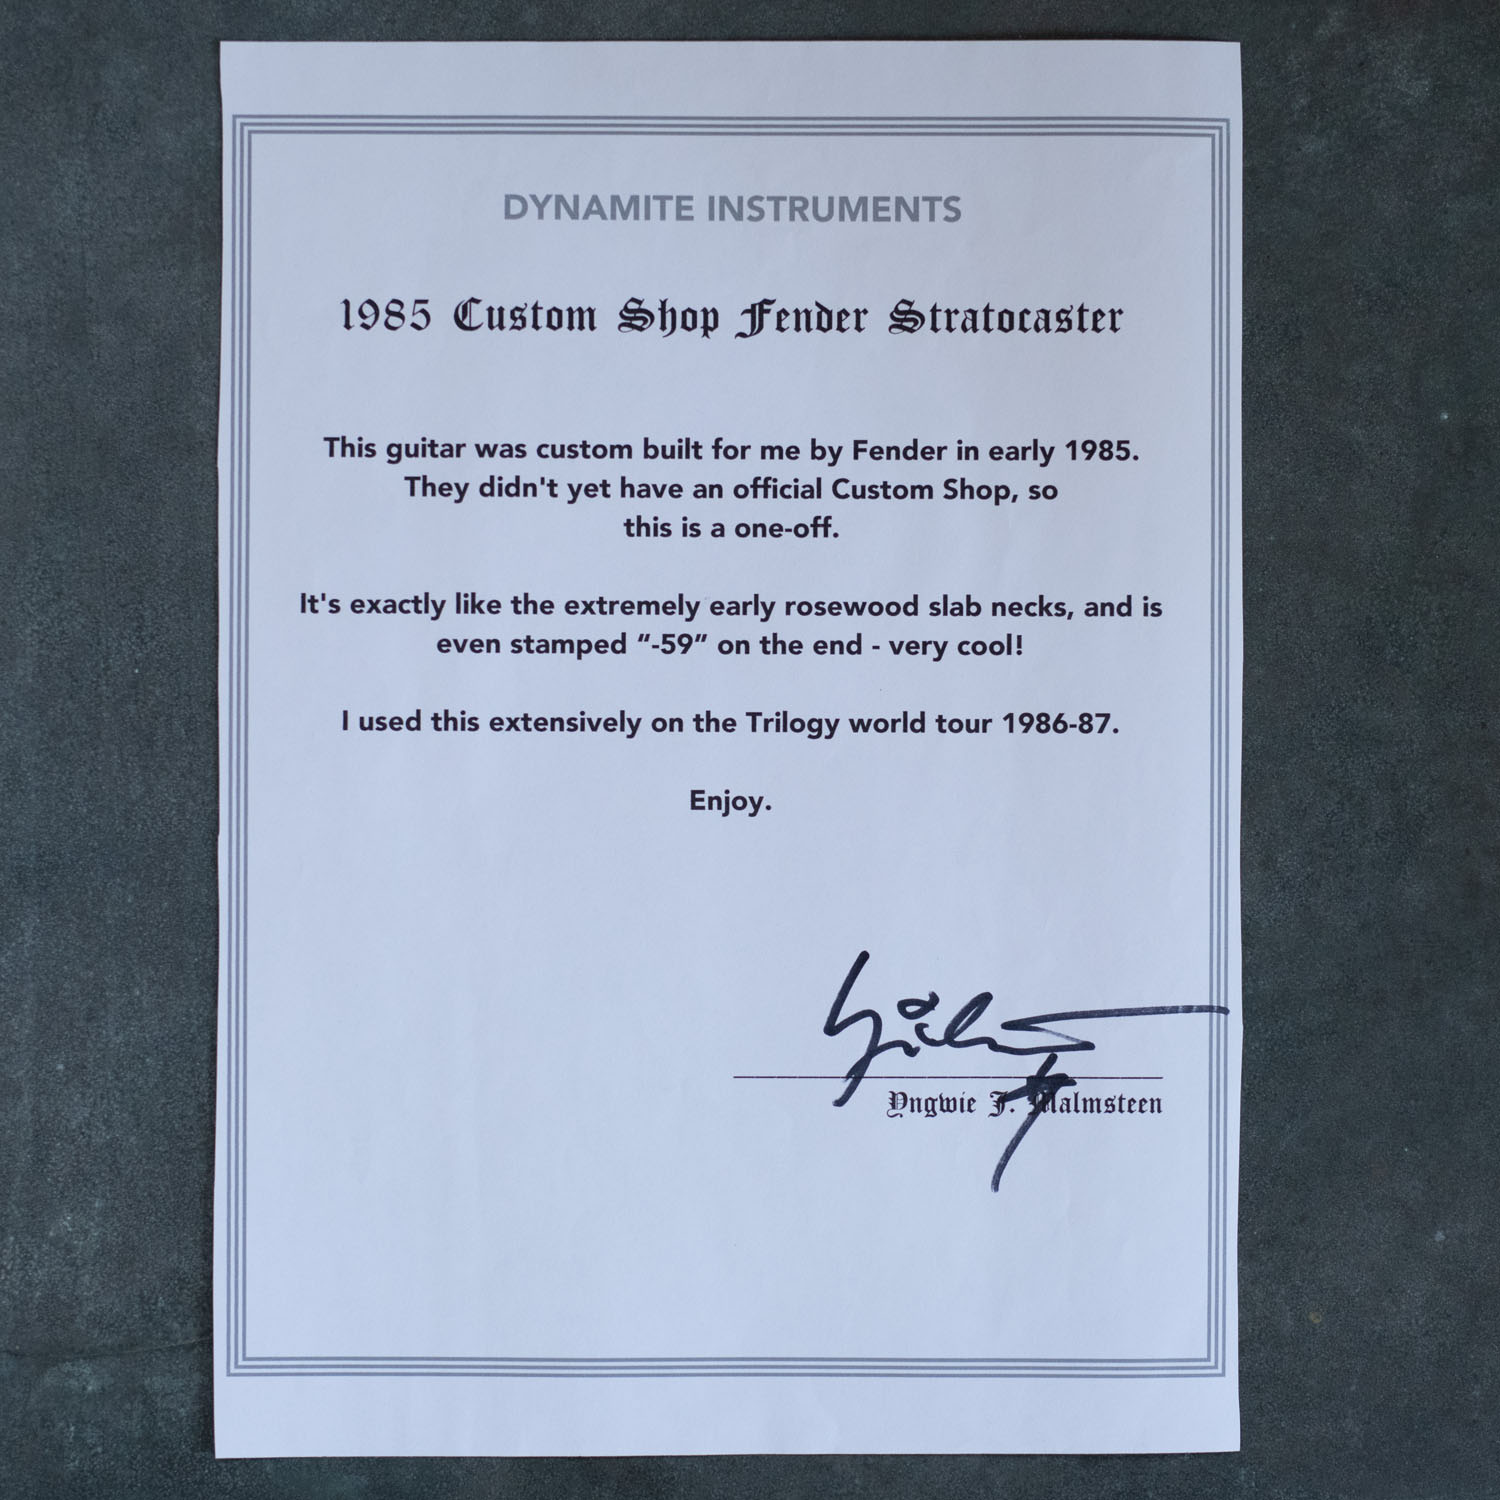 DYNAMITE INSTRUMENTS
1985 Custom Shop Fender Stratocaster
This guitar was custom built for me by Fender in early 1985.
They didn't yet have an official Custom Shop, so
this is a one-off.
It's exactly like the extremely early rosewood slab necks, and is
even stamped “-59” on the end - very cool!
I used this extensively on the Trilogy world tour 1986-87.
Enjoy.
Yngwie J. Malmsteen